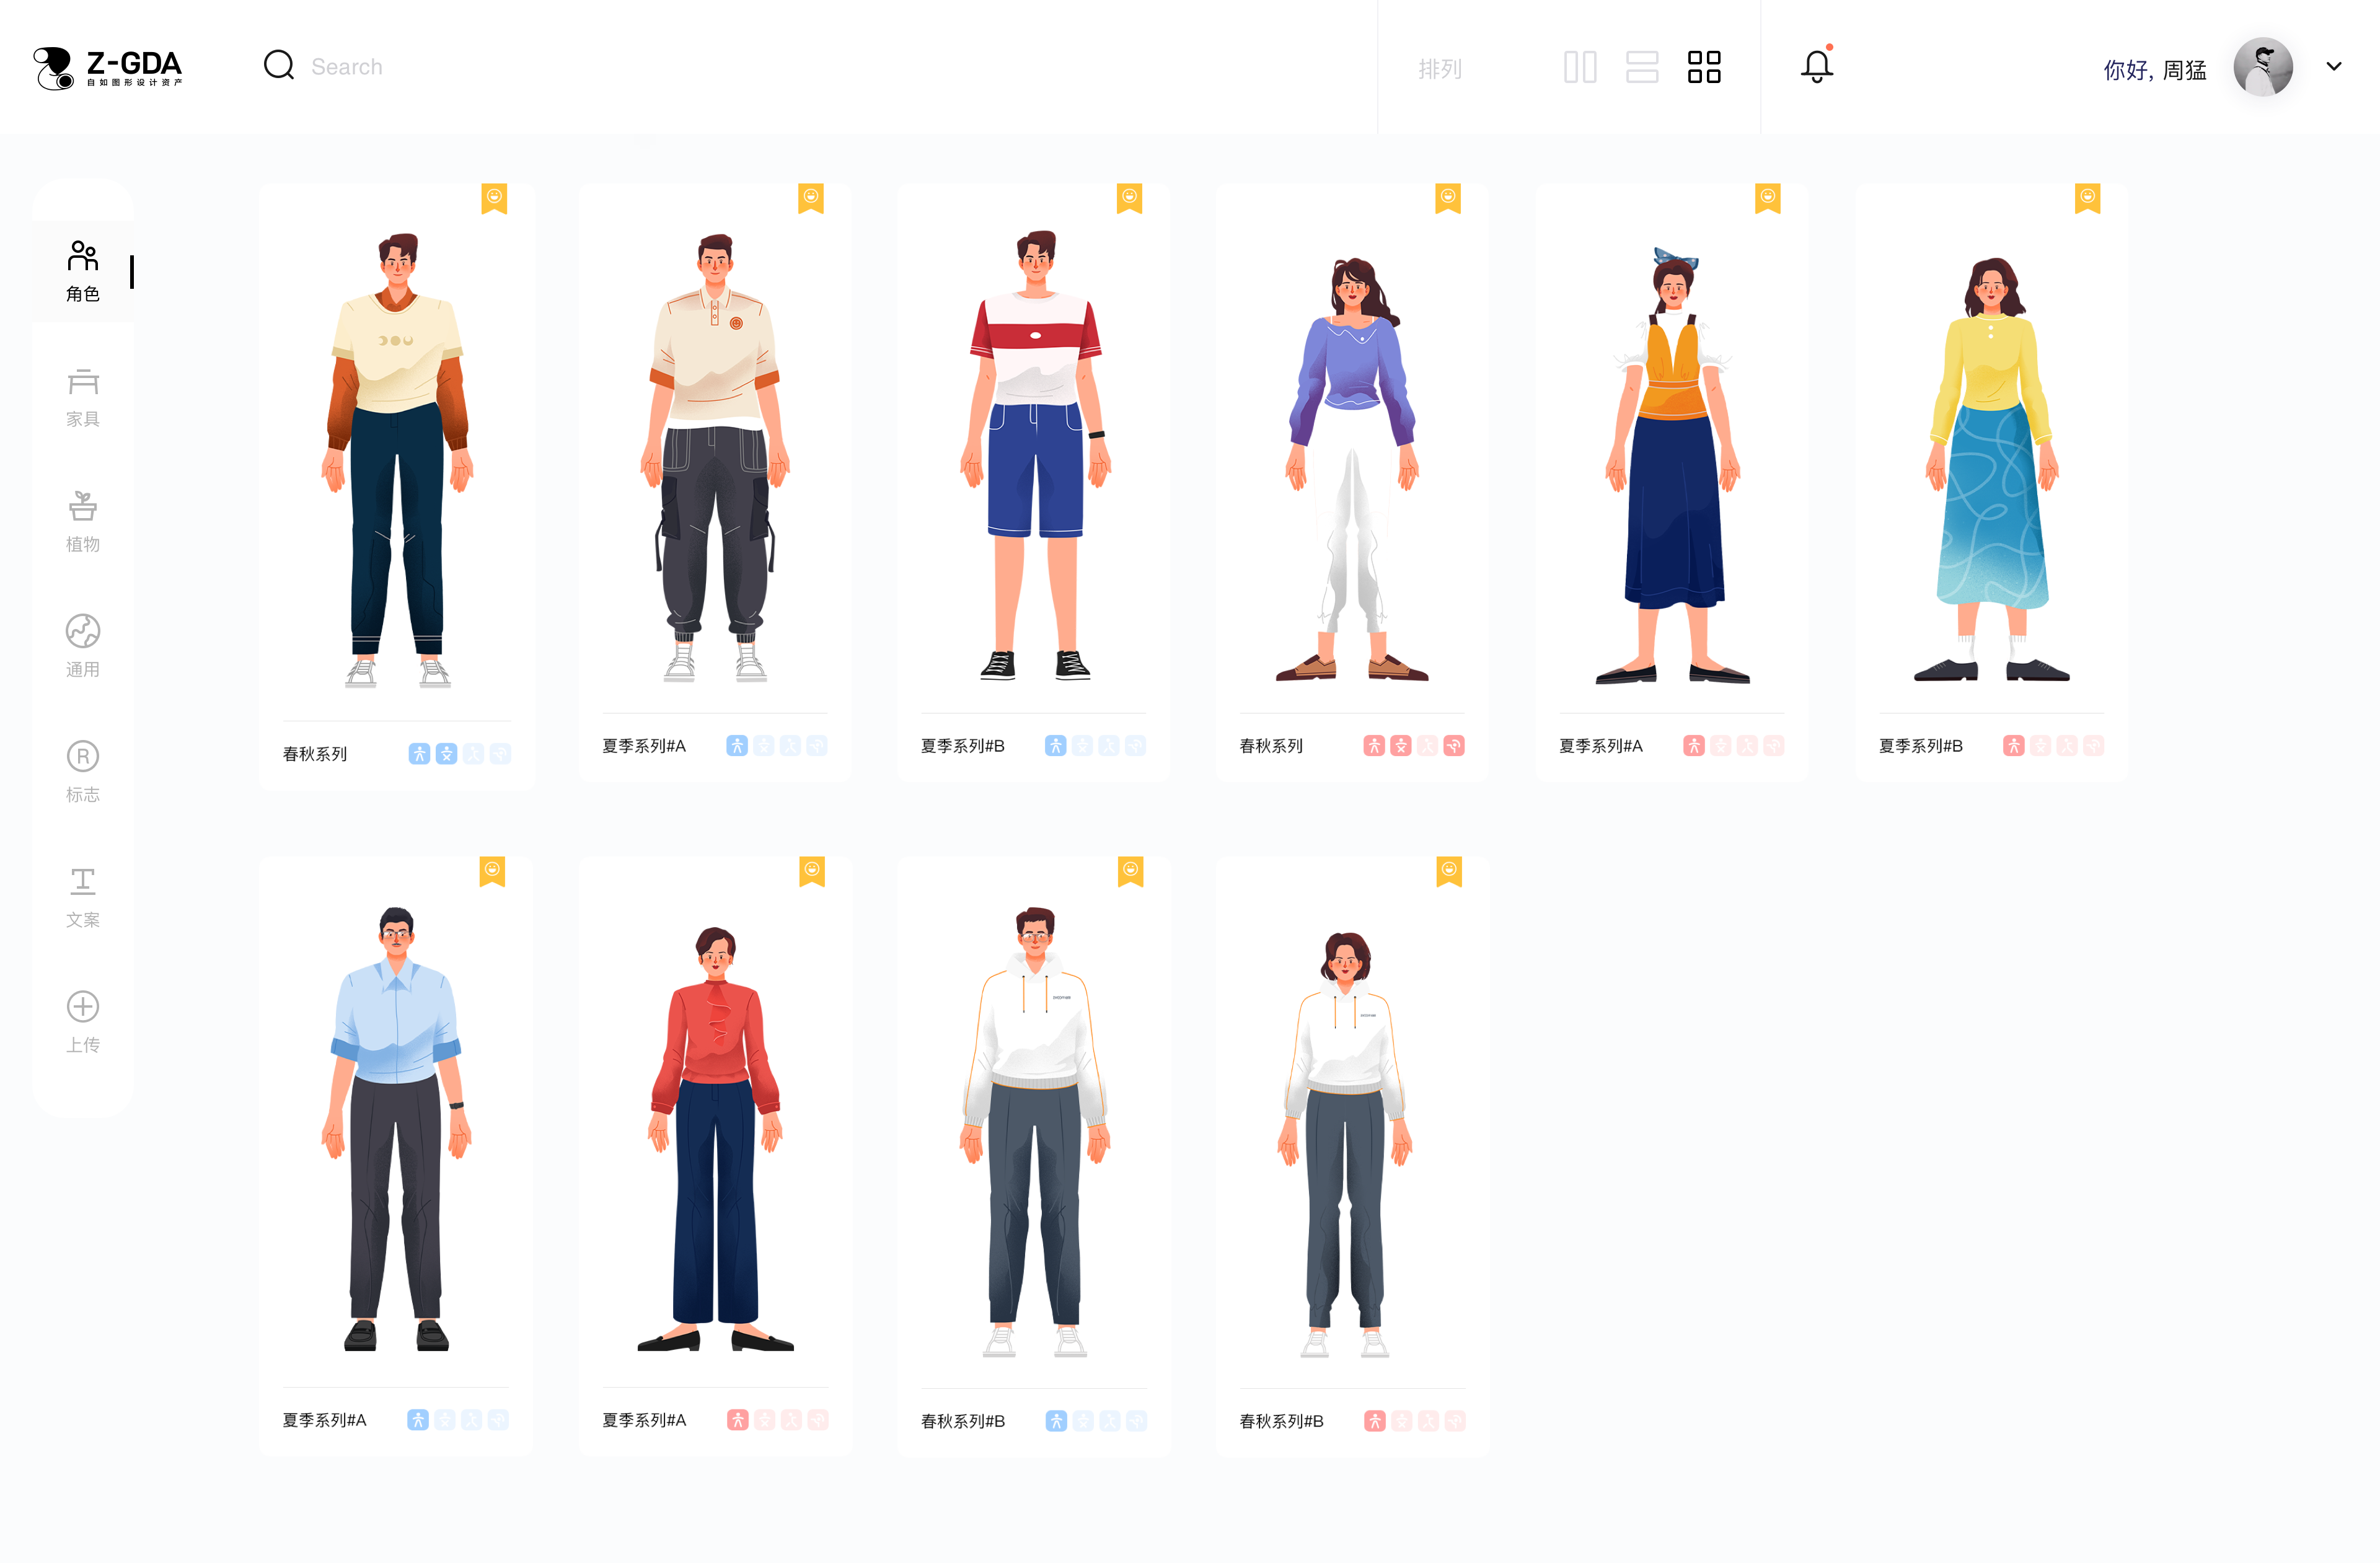 Z-GDA
自如图形设计资产
Search
排列
你好, 周猛
角色
家具
植物
通用
R
标志
文案
上传
春秋系列
夏季系列#A
夏季系列#B
春秋系列
夏季系列#A
夏季系列#B
夏季系列#A
夏季系列#A
春秋系列#B
春秋系列#B